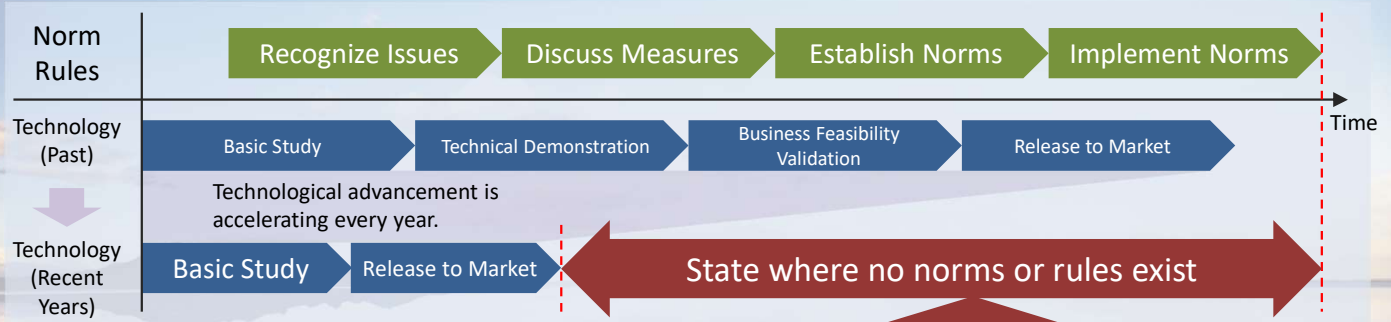 Norm
Rules
Recognize Issues
Discuss Measures
Establish Norms
Implement Norms
Time
Technology
(Past)
Basic Study
Technical Demonstration
Business Feasibility
Validation
Release to Market
Technological advancement is
accelerating every year.
Technology
(Recent
Years)
Basic Study
Release to Market
State where no norms or rules exist